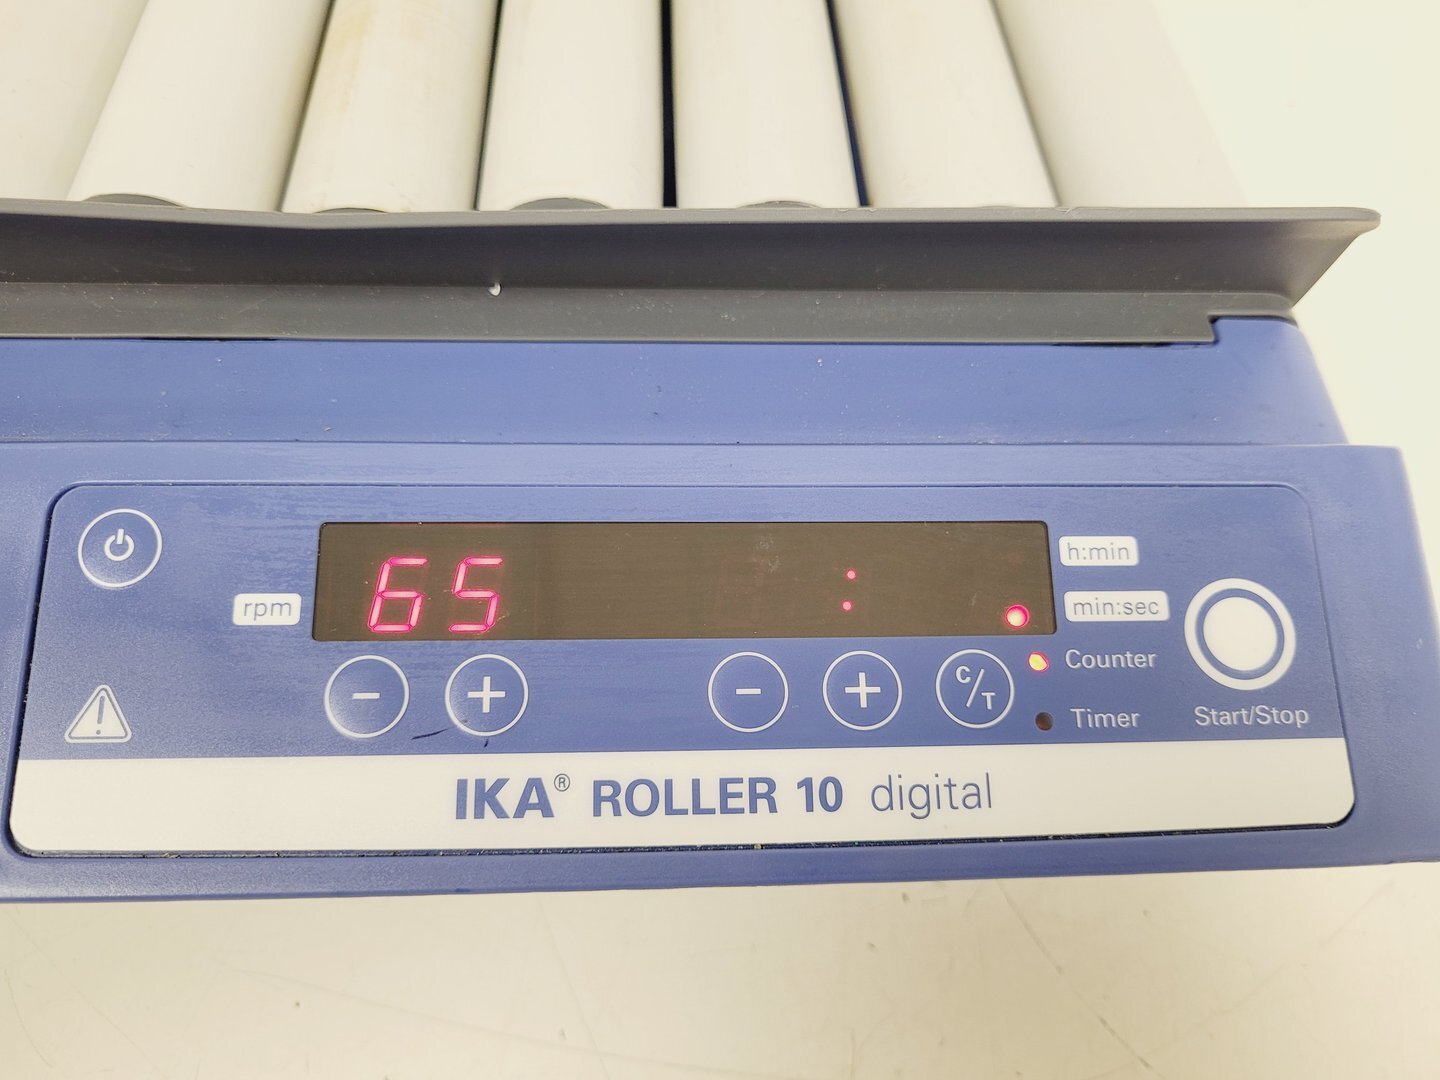 65 :
h:min
rpm
min:sec
- + - + C/T
Counter
Timer
Start/Stop
IKA® ROLLER 10 digital